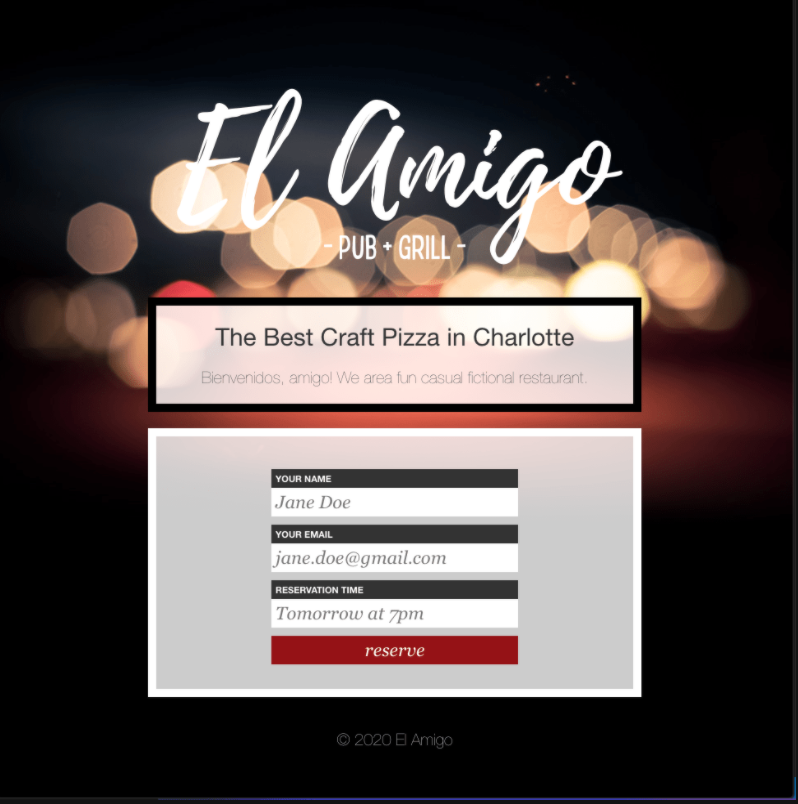 El Amigo
- PUB + GRILL -
The Best Craft Pizza in Charlotte
Bienvenidos, amigo! We area fun casual fictional restaurant.
YOUR NAME
Jane Doe
YOUR EMAIL
jane.doe@gmail.com
RESERVATION TIME
Tomorrow at 7pm
reserve
© 2020 El Amigo